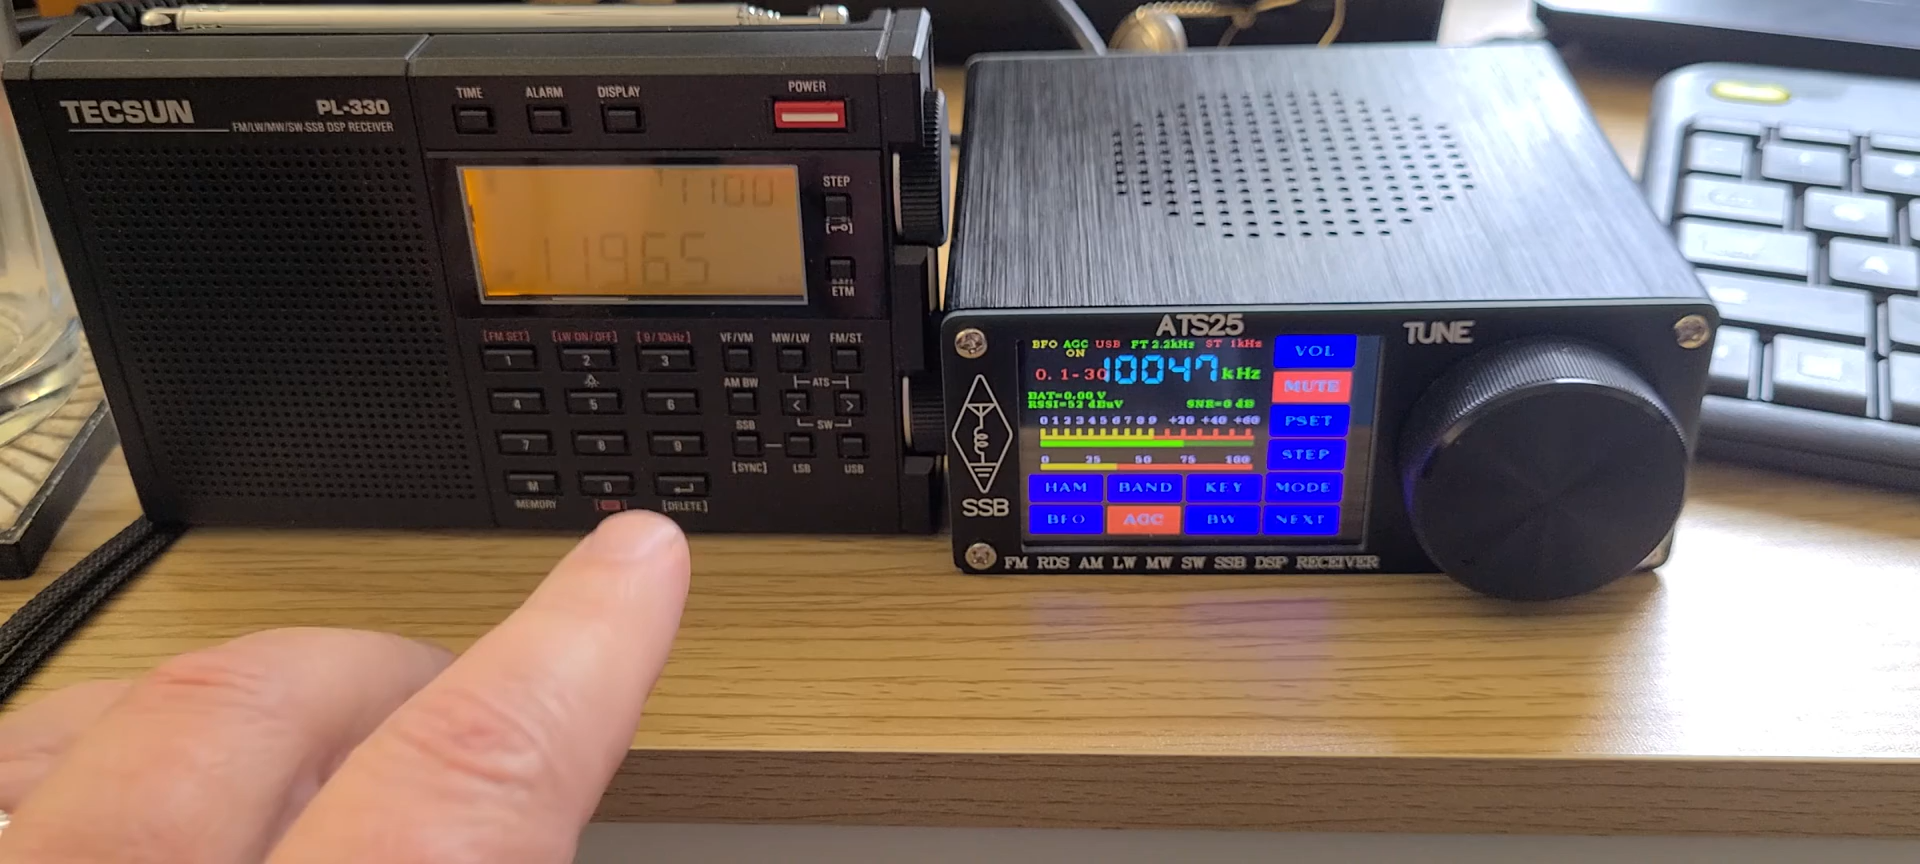 TECSUN
PL-330
FM/LW/MW/SW-SSB DSP RECEIVER
TIME
ALARM
DISPLAY
POWER
1100
11965
STEP
ETM
[FM SET]
[LW ON/OFF]
[9/10kHz]
VF/VM
MW/LW
FM/ST.
1
2
3
AM BW
ATS
4
5
6
<
>
SW
SSB
7
8
9
[SYNC]
LSB
USB
M
0
MEMORY
[DELETE]
ATS25
TUNE
BFO AGC USB FT 2.2kHz ST 1kHz
ON
0.1-30
10047 kHz
BAT=0.00 V
RSSI=52 dBuV
SNR=0 dB
0 1 2 3 4 5 6 7 8 9 +20 +40 +60
0 25 50 75 100
VOL
MUTE
PSET
STEP
HAM
BAND
KEY
MODE
BFO
AGC
BW
NEXT
SSB
FM RDS AM LW MW SW SSB DSP RECEIVER